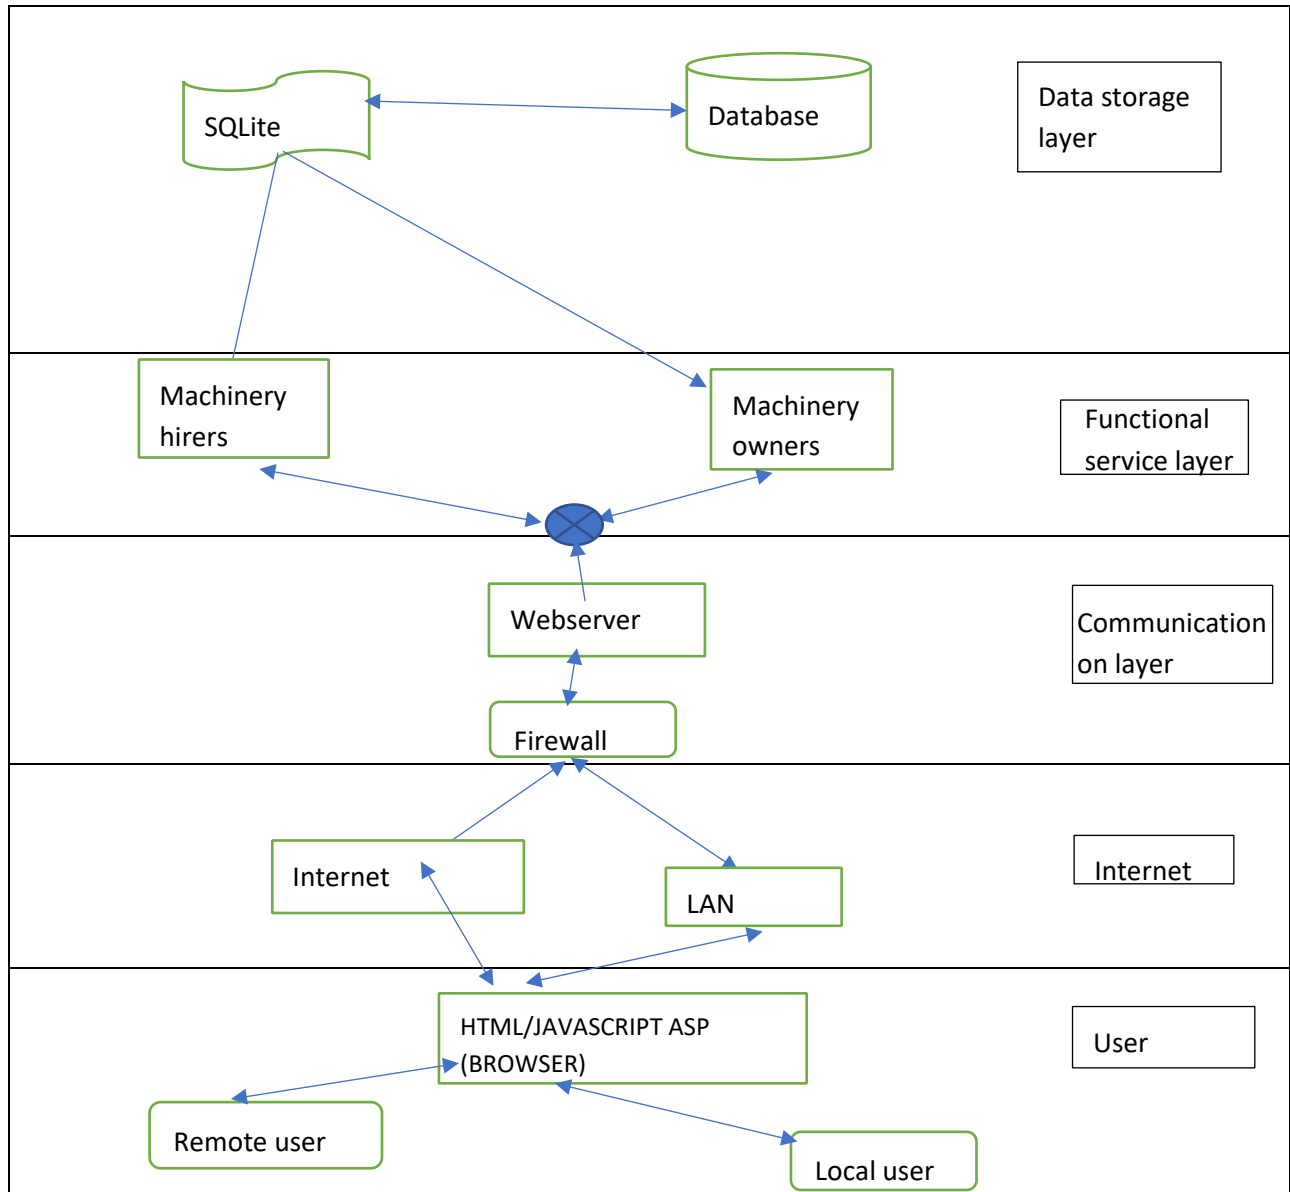 SQLite
Database
Data storage
layer
Machinery
hirers
Machinery
owners
Functional
service layer
Webserver
Communication
on layer
Firewall
Internet
LAN
Internet
HTML/JAVASCRIPT ASP
(BROWSER)
User
Remote user
Local user